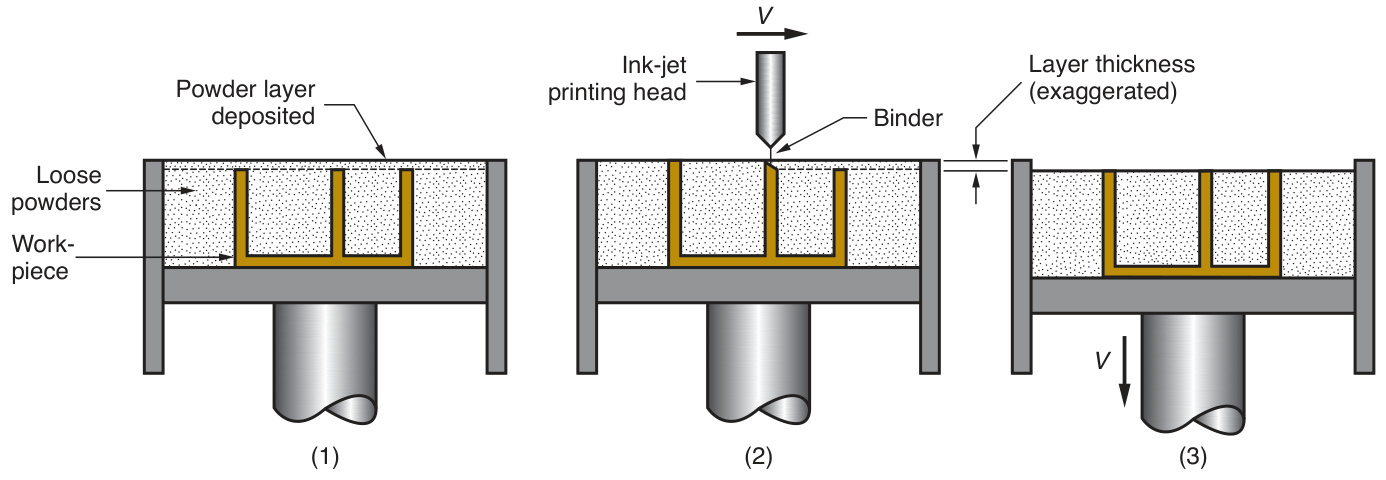 V
Ink-jet
printing head
Layer thickness
(exaggerated)
Powder layer
deposited
Binder
Loose
powders
Work-
piece
V
(1)
(2)
(3)